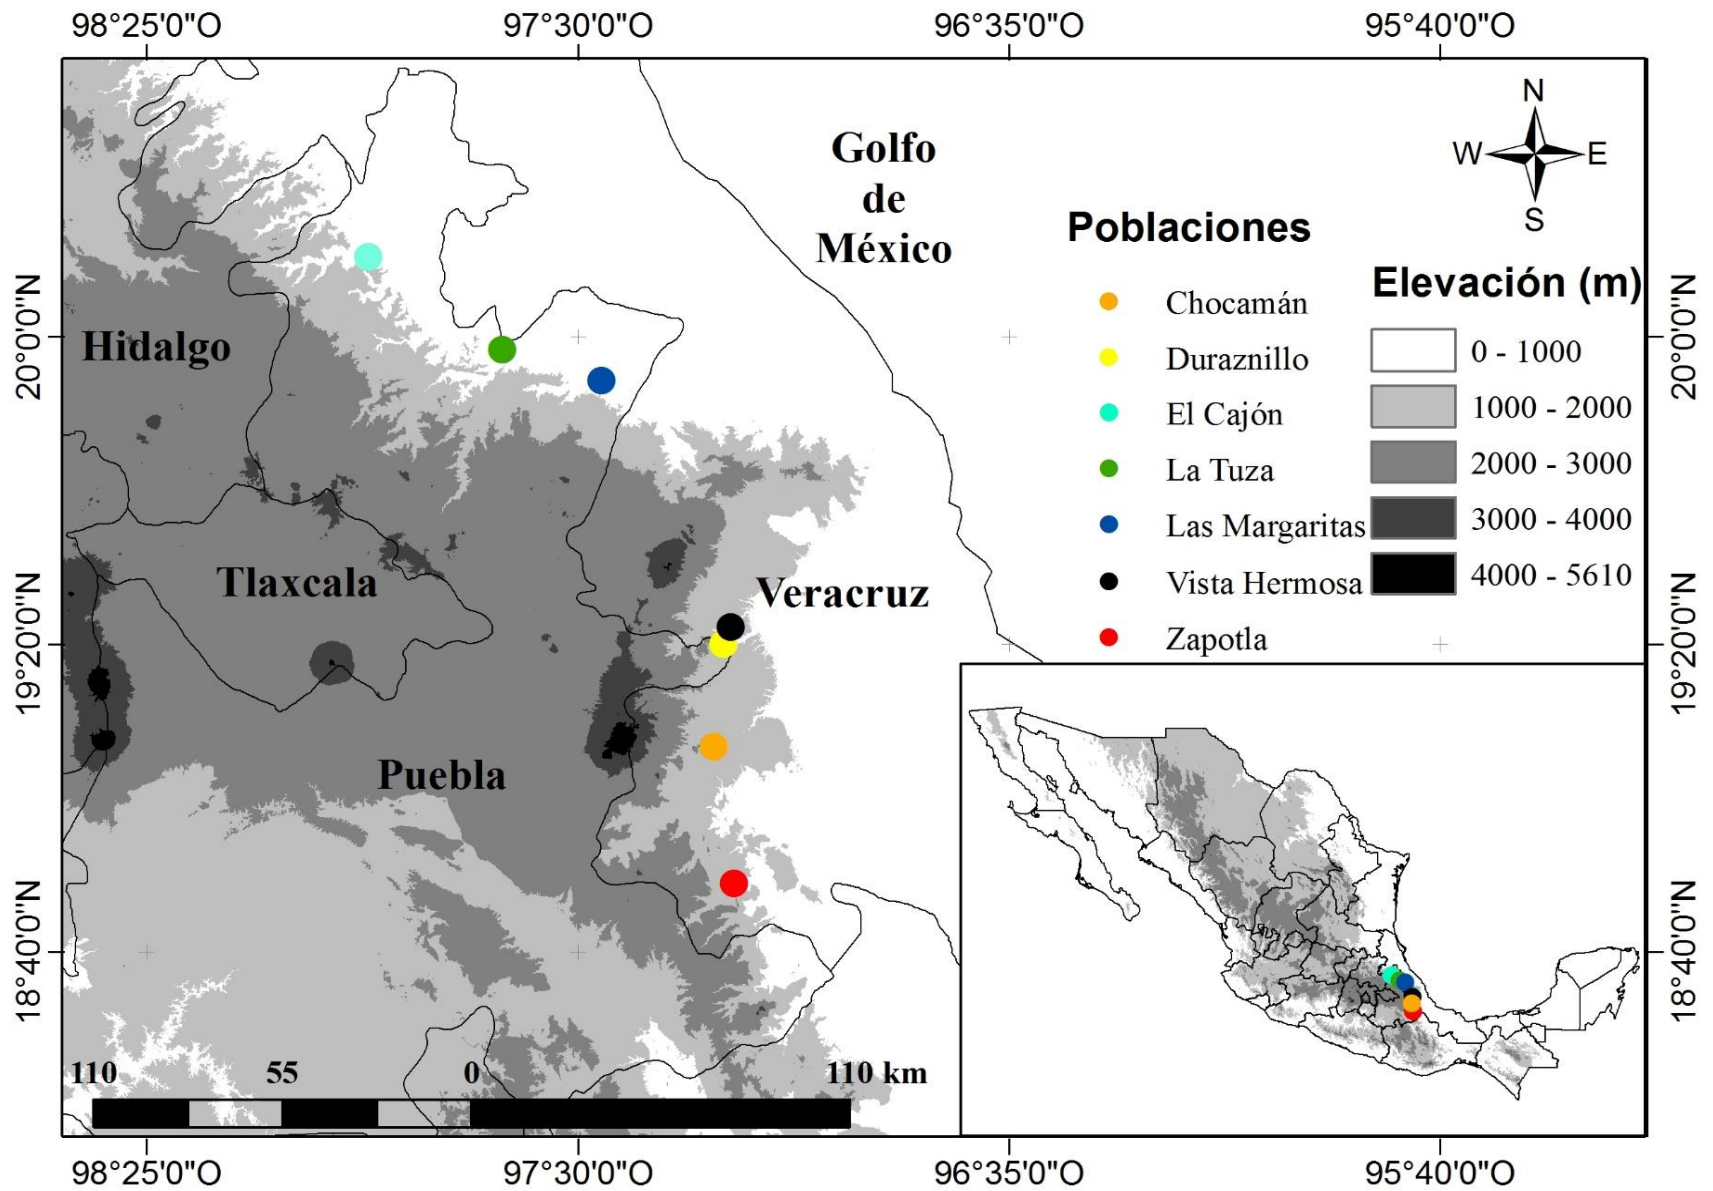 98°25'0"O 97°30'0"O 96°35'0"O 95°40'0"O
N
W E
S
Golfo
de
México
Poblaciones
Chocamán
Duraznillo
El Cajón
La Tuza
Las Margaritas
Vista Hermosa
Zapotla
Elevación (m)
0 - 1000
1000 - 2000
2000 - 3000
3000 - 4000
4000 - 5610
Hidalgo
Tlaxcala
Veracruz
Puebla
20°0'0"N
19°20'0"N
18°40'0"N
20°0'0"N
19°20'0"N
18°40'0"N
110 55 0 110 km
98°25'0"O 97°30'0"O 96°35'0"O 95°40'0"O